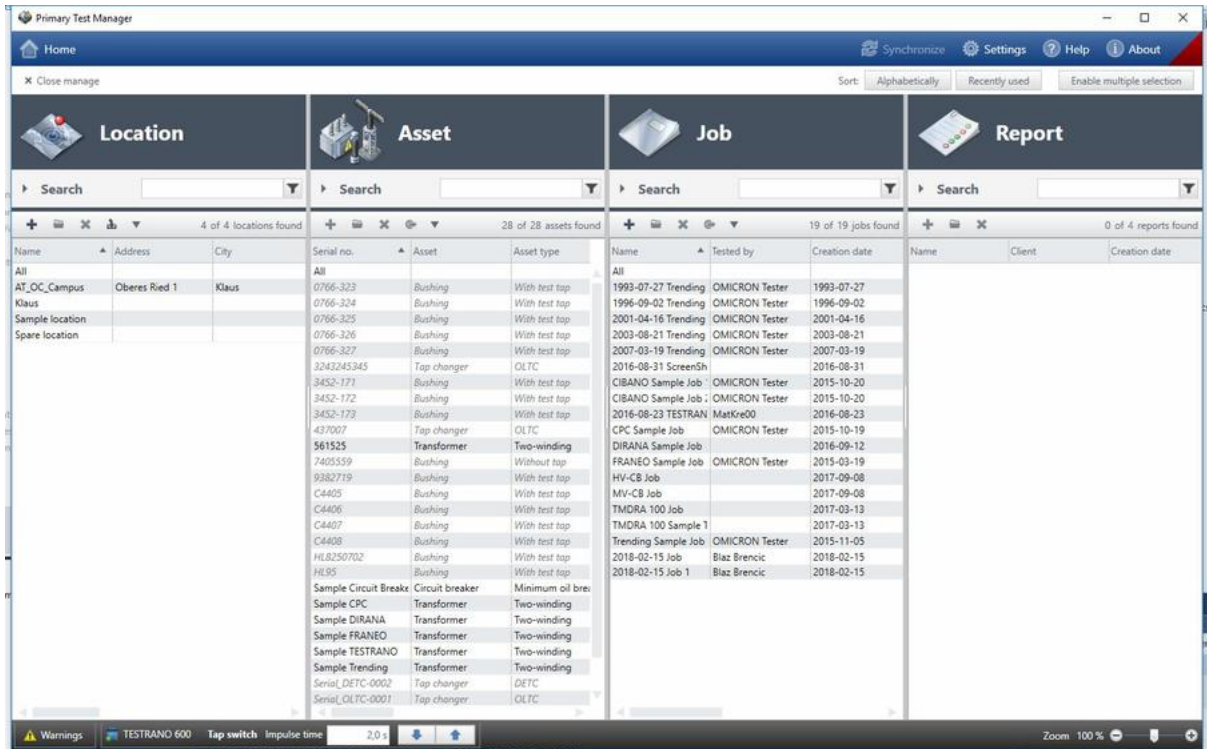 Primary Test Manager
Home Synchronize Settings Help About
Close manage Sort: Alphabetically Recently used Enable multiple selection
Location Asset Job Report
Search Search Search Search
4 of 4 locations found 28 of 28 assets found 19 of 19 jobs found 0 of 4 reports found
Name Address City Serial no. Asset Asset type Name Tested by Creation date Name Client Creation date
All All All
AT_OC_Campus Oberes Ried 1 Klaus 0766-323 Bushing With test tap 1993-07-27 Trending OMICRON Tester 1993-07-27
Klaus 0766-324 Bushing With test tap 1996-09-02 Trending OMICRON Tester 1996-09-02
Sample location 0766-325 Bushing With test tap 2001-04-16 Trending OMICRON Tester 2001-04-16
Spare location 0766-326 Bushing With test tap 2003-08-21 Trending OMICRON Tester 2003-08-21
0766-327 Bushing With test tap 2007-03-19 Trending OMICRON Tester 2007-03-19
3243245345 Tap changer OLTC 2016-08-31 ScreenSh 2016-08-31
3452-171 Bushing With test tap CIBANO Sample Job OMICRON Tester 2015-10-20
3452-172 Bushing With test tap CIBANO Sample Job OMICRON Tester 2015-10-20
3452-173 Bushing With test tap 2016-08-23 TESTRAN MatKre00 2016-08-23
437007 Tap changer OLTC CPC Sample Job OMICRON Tester 2015-10-19
561525 Transformer Two-winding DIRANA Sample Job 2016-09-12
7405559 Bushing Without tap FRANEO Sample Job OMICRON Tester 2015-03-19
9382719 Bushing With test tap HV-CB Job 2017-09-08
C4405 Bushing With test tap MV-CB Job 2017-09-08
C4406 Bushing With test tap TMDRA 100 Job 2017-03-13
C4407 Bushing With test tap TMDRA 100 Sample T 2017-03-13
C4408 Bushing With test tap Trending Sample Job OMICRON Tester 2015-11-05
HL8250702 Bushing With test tap 2018-02-15 Job Blaz Brencic 2018-02-15
HL95 Bushing With test tap 2018-02-15 Job 1 Blaz Brencic 2018-02-15
Sample Circuit Breake Circuit breaker Minimum oil brea
Sample CPC Transformer Two-winding
Sample DIRANA Transformer Two-winding
Sample FRANEO Transformer Two-winding
Sample TESTRANO Transformer Two-winding
Sample Trending Transformer Two-winding
Serial_DETC-0002 Tap changer DETC
Serial_OLTC-0001 Tap changer OLTC
Warnings TESTRANO 600 Tap switch Impulse time 2,0 s Zoom 100 %